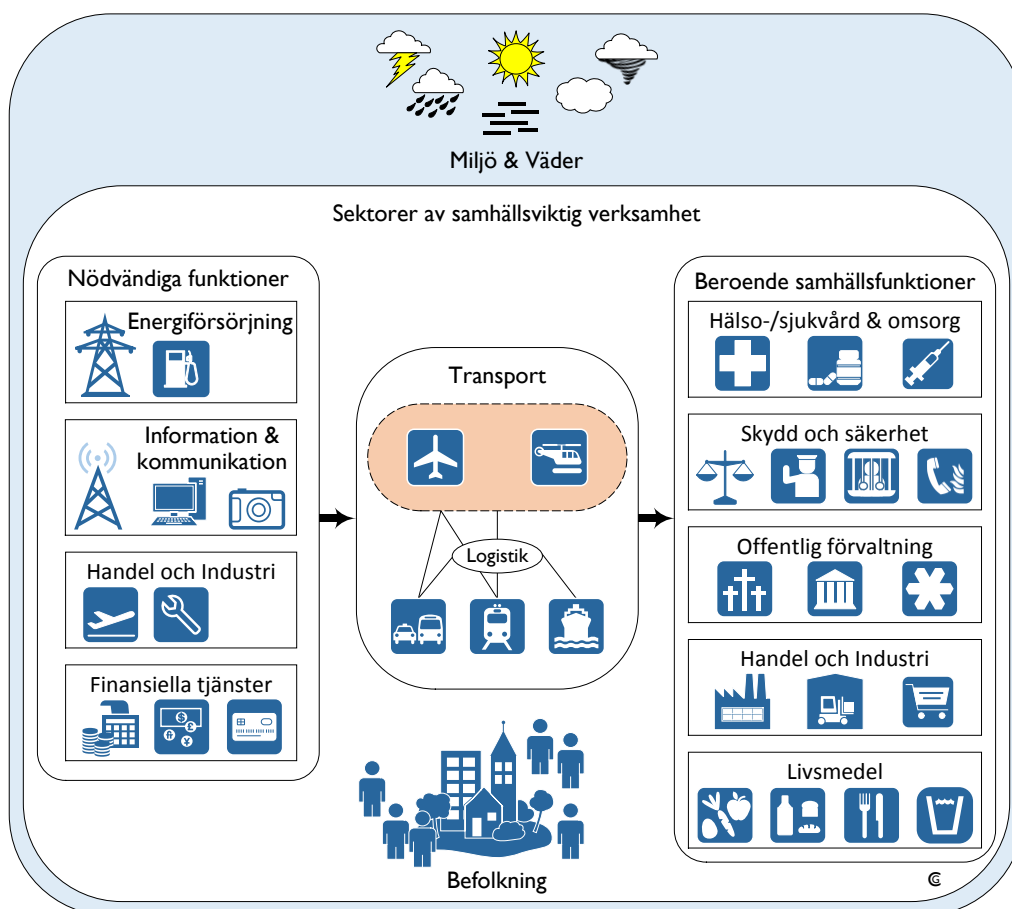 Miljö & Väder
Sektorer av samhällsviktig verksamhet
Nödvändiga funktioner
Energiförsörjning
Information &
kommunikation
Handel och Industri
Finansiella tjänster
Transport
Logistik
Befolkning
Beroende samhällsfunktioner
Hälso-/sjukvård & omsorg
Skydd och säkerhet
Offentlig förvaltning
Handel och Industri
Livsmedel